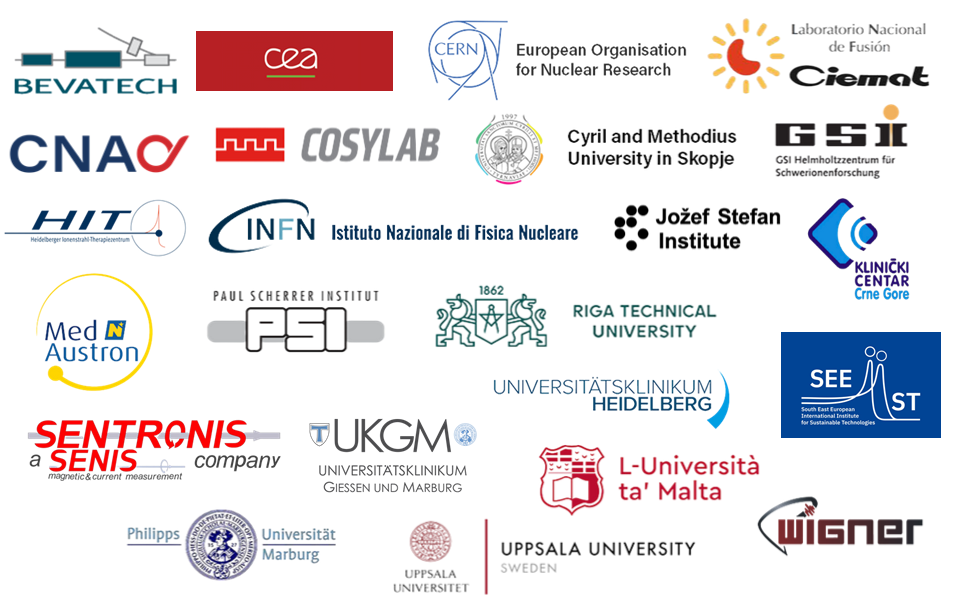 BEVATECH
cea
CERN
European Organisation
for Nuclear Research
Laboratorio Nacional
de Fusión
Ciemat
CNAO
COSYLAB
1997
Cyril and Methodius
University in Skopje
GSI
GSI Helmholtzzentrum für
Schwerionenforschung
HIT
Heidelberger Ionenstrahl-Therapiezentrum
INFN
Istituto Nazionale di Fisica Nucleare
Jožef Stefan
Institute
KLINIČKI
CENTAR
Crne Gore
Med N
Austron
PAUL SCHERRER INSTITUT
PSI
1862
RIGA TECHNICAL
UNIVERSITY
SEE
IST
South East European
International Institute
for Sustainable Technologies
UNIVERSITÄTSKLINIKUM
HEIDELBERG
SENTRONIS
a SENIS company
magnetic&current measurement
UKGM
UNIVERSITÄTSKLINIKUM
GIESSEN UND MARBURG
L-Università
ta' Malta
Philipps Universität
Marburg
1527
UPPSALA
UNIVERSITET
UPPSALA UNIVERSITY
SWEDEN
wigner